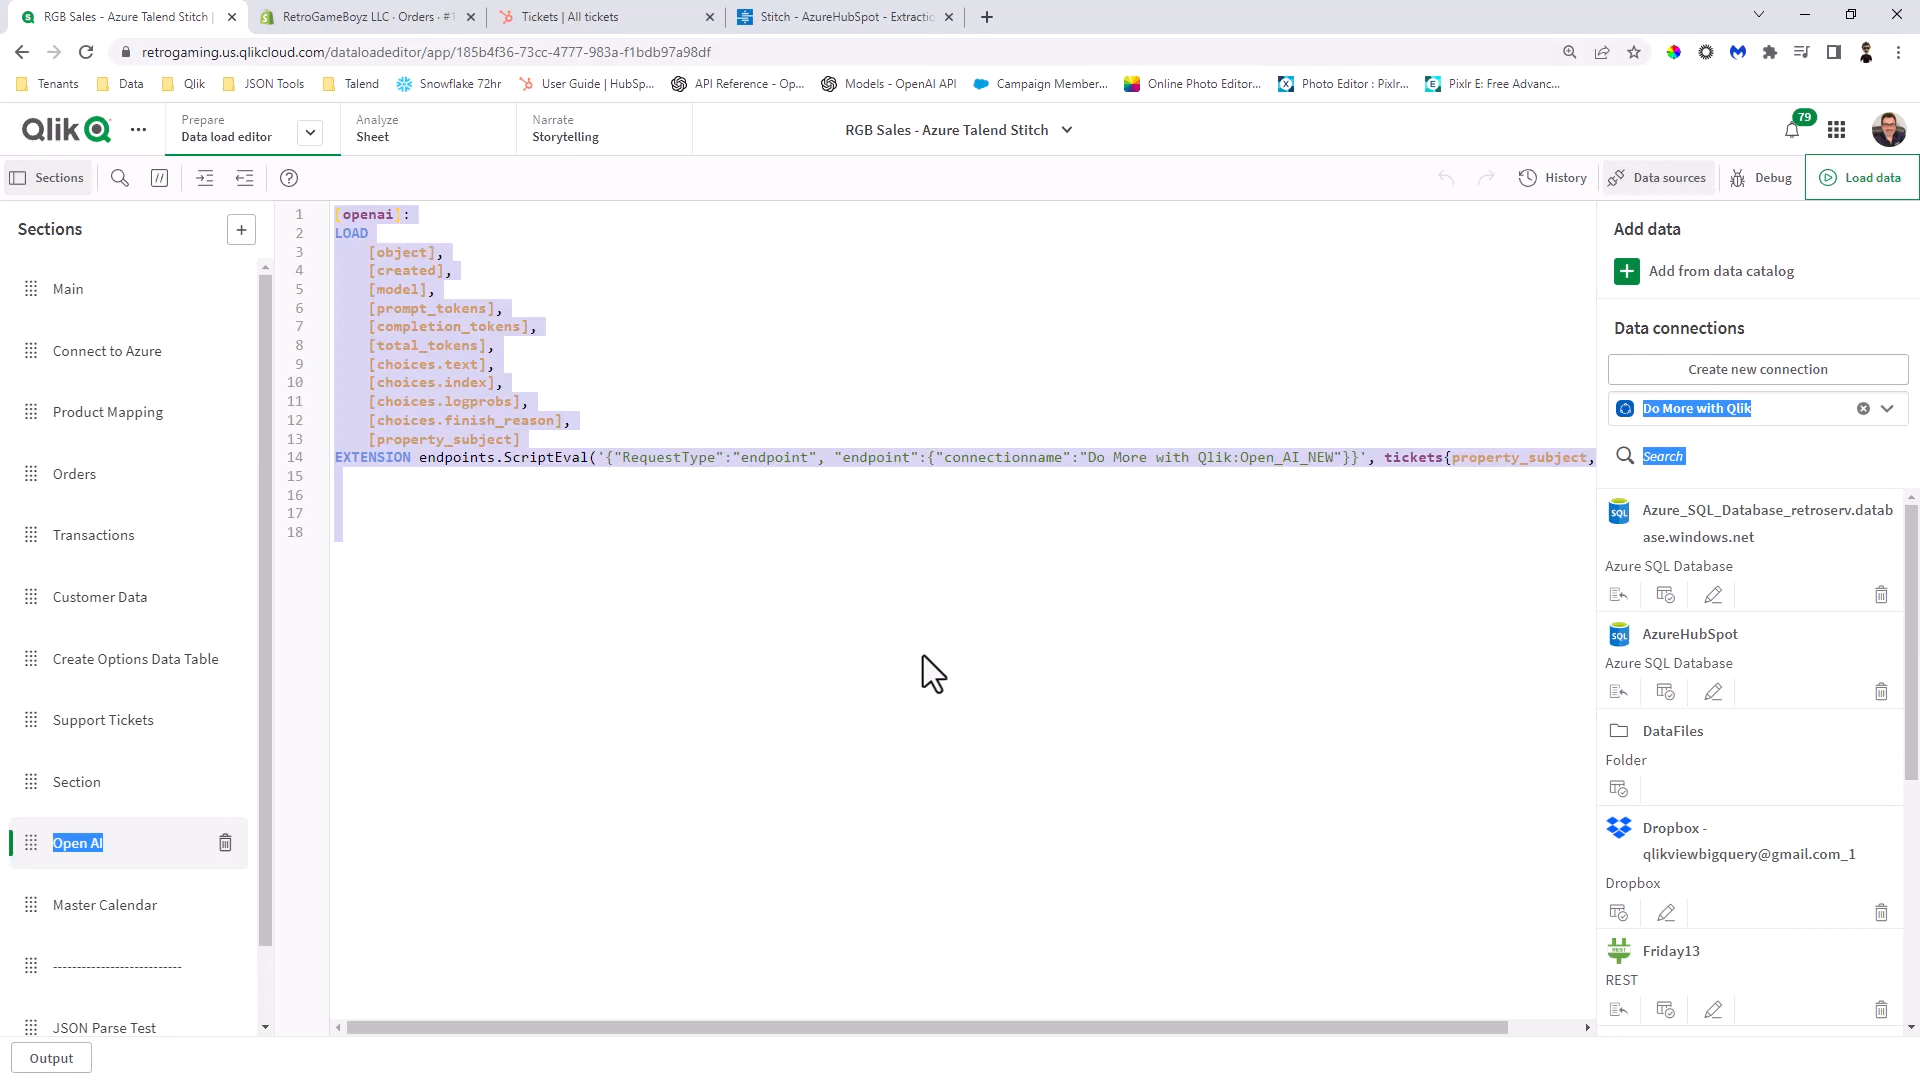 RGB Sales - Azure Talend Stitch |
RetroGameBoyz LLC · Orders · #1
Tickets | All tickets
Stitch - AzureHubSpot - Extractio
retrogaming.us.qlikcloud.com/dataloadeditor/app/185b4f36-73cc-4777-983a-f1bdb97a98df
Tenants
Data
Qlik
JSON Tools
Talend
Snowflake 72hr
User Guide | HubSp...
API Reference - Op...
Models - OpenAI API
Campaign Member...
Online Photo Editor...
Photo Editor : Pixlr...
Pixlr E: Free Advanc...
Qlik
Prepare
Data load editor
Analyze
Sheet
Narrate
Storytelling
RGB Sales - Azure Talend Stitch
79
Sections
//
History
Data sources
Debug
Load data
Sections
Main
Connect to Azure
Product Mapping
Orders
Transactions
Customer Data
Create Options Data Table
Support Tickets
Section
Open AI
Master Calendar
---------------------------
JSON Parse Test
1 [openai]:
2 LOAD
3 [object],
4 [created],
5 [model],
6 [prompt_tokens],
7 [completion_tokens],
8 [total_tokens],
9 [choices.text],
10 [choices.index],
11 [choices.logprobs],
12 [choices.finish_reason],
13 [property_subject]
14 EXTENSION endpoints.ScriptEval('{"RequestType":"endpoint", "endpoint":{"connectionname":"Do More with Qlik:Open_AI_NEW"}}', tickets{property_subject,
15
16
17
18
Add data
Add from data catalog
Data connections
Create new connection
Do More with Qlik
Search
SQL
Azure_SQL_Database_retroserv.datab
ase.windows.net
Azure SQL Database
SQL
AzureHubSpot
Azure SQL Database
DataFiles
Folder
Dropbox -
qlikviewbigquery@gmail.com_1
Dropbox
REST
Friday13
REST
Output